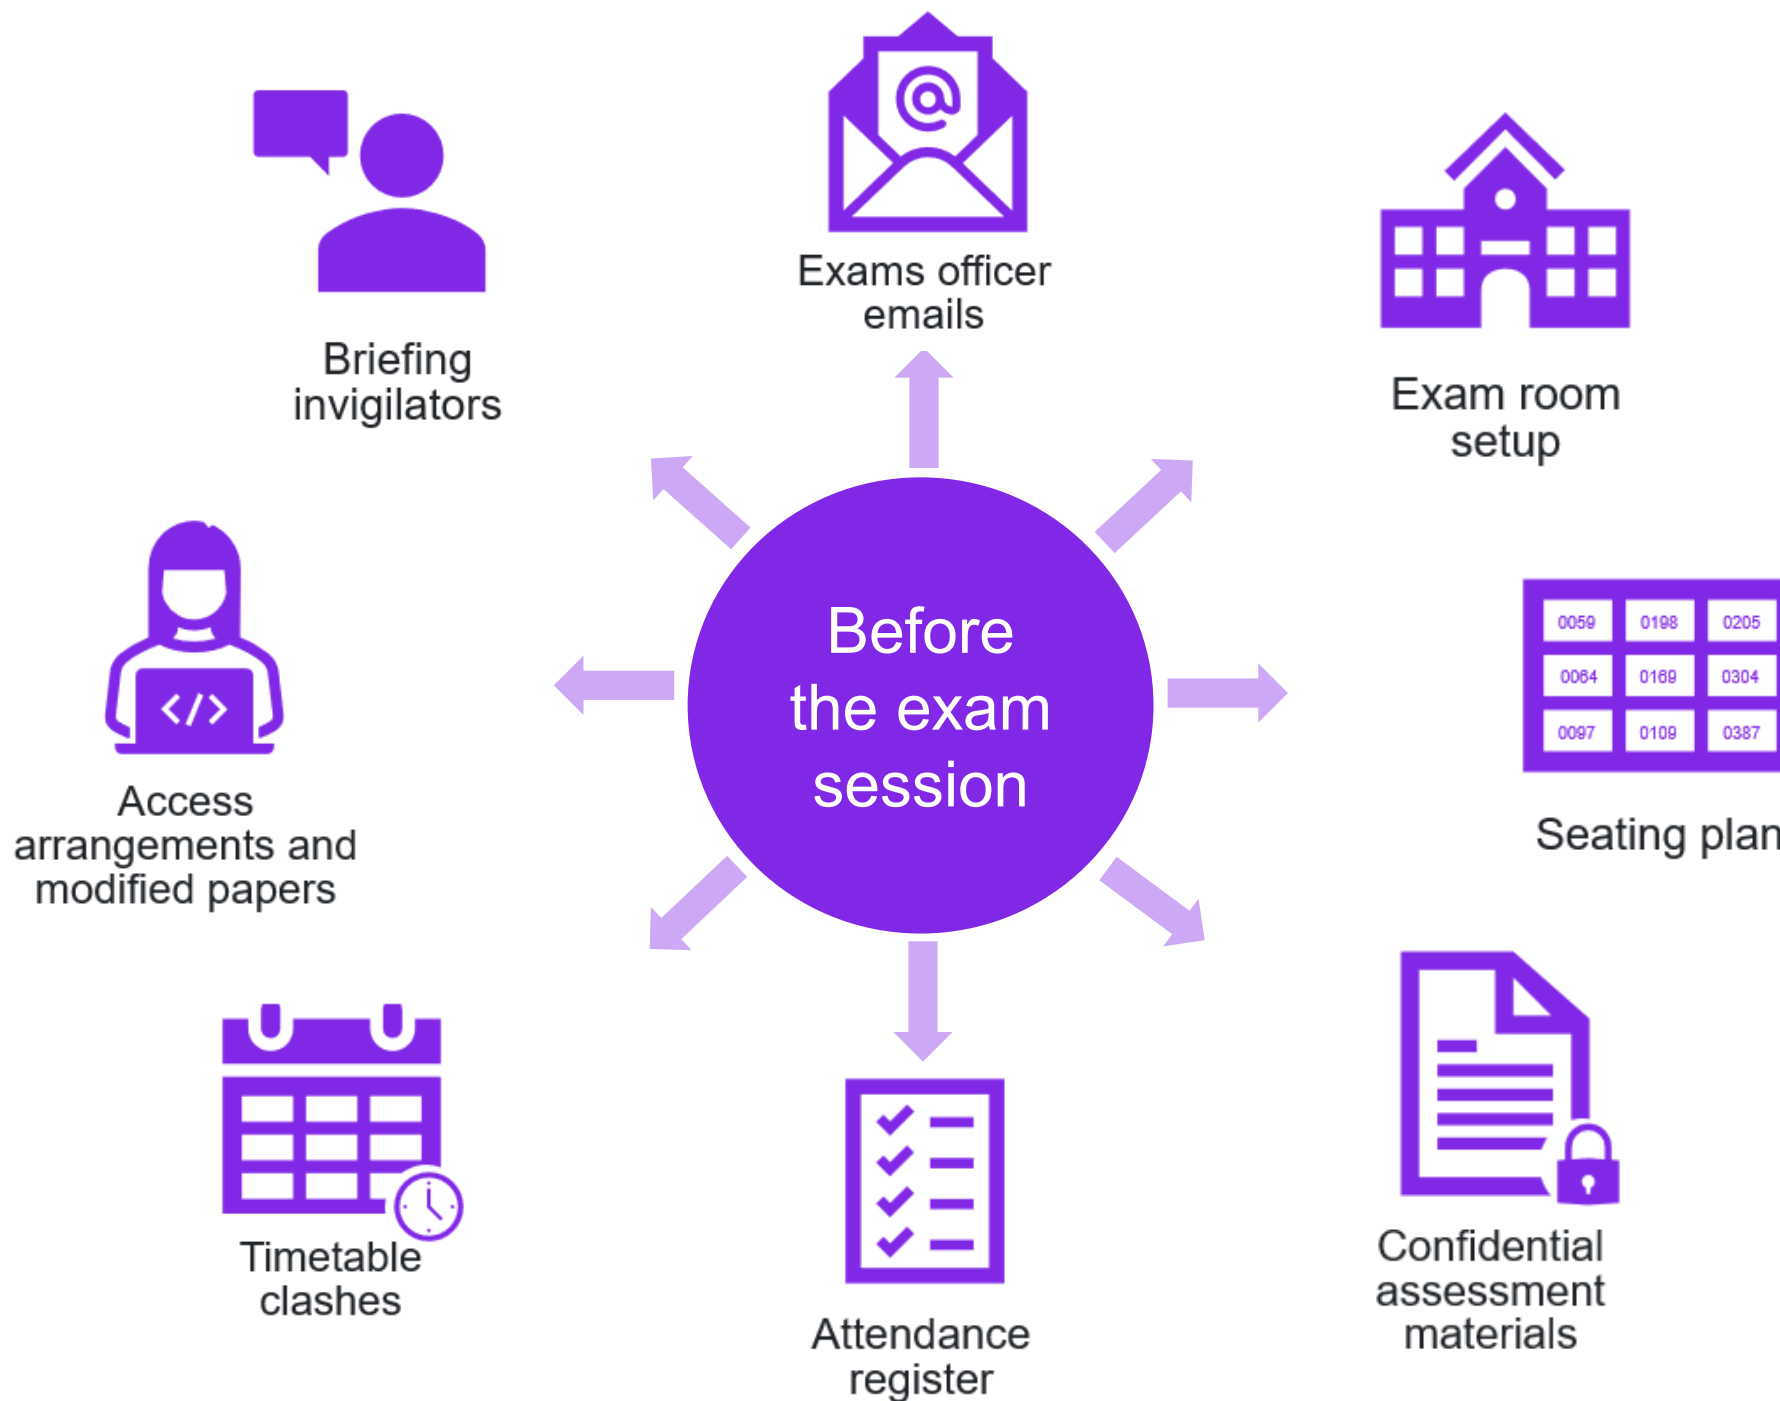 Exams officer
emails
Briefing
invigilators
Exam room
setup
Before
the exam
session
0059 0198 0205
0064 0169 0304
0097 0109 0387
</>
Access
arrangements and
modified papers
Seating plan
Timetable
clashes
Confidential
assessment
materials
Attendance
register